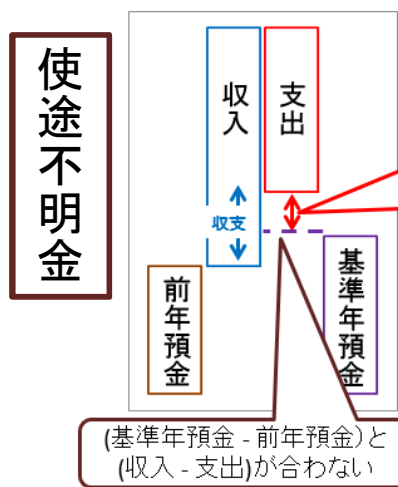 使途不明金
収入
支出
収支
前年預金
基準年預金
(基準年預金 - 前年預金)と
(収入 - 支出)が合わない